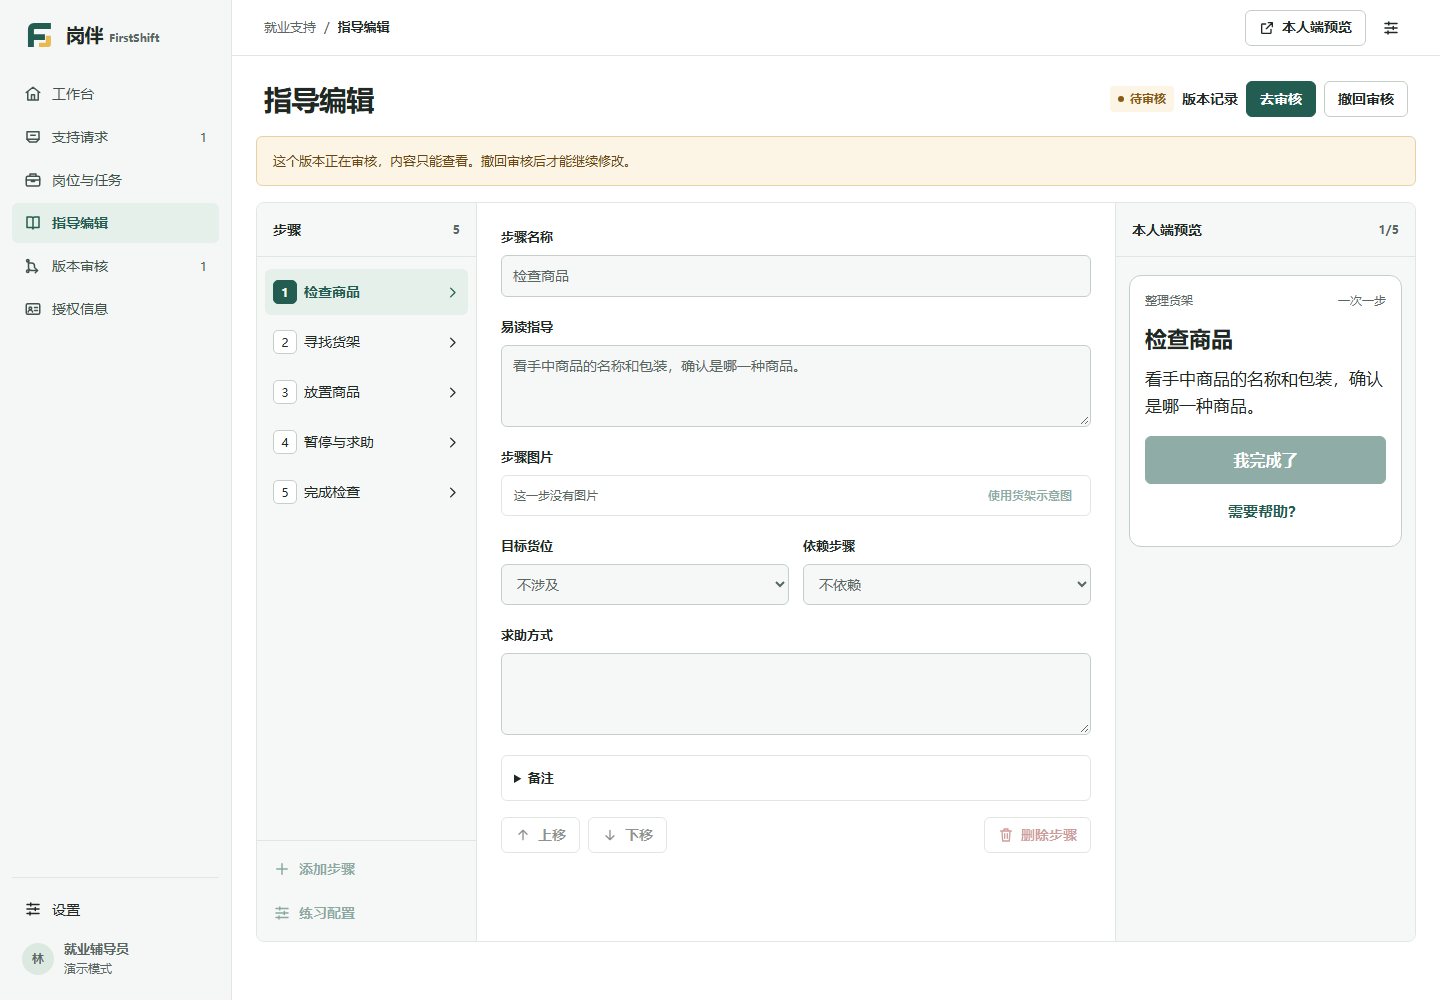 岗伴 FirstShift
工作台
支持请求 1
岗位与任务
指导编辑
版本审核 1
授权信息
设置
林
就业辅导员
演示模式
就业支持 / 指导编辑
本人端预览
指导编辑
待审核
版本记录
去审核
撤回审核
这个版本正在审核，内容只能查看。撤回审核后才能继续修改。
步骤 5
1 检查商品
2 寻找货架
3 放置商品
4 暂停与求助
5 完成检查
添加步骤
练习配置
步骤名称
检查商品
易读指导
看手中商品的名称和包装，确认是哪一种商品。
步骤图片
这一步没有图片 使用货架示意图
目标货位 依赖步骤
不涉及 不依赖
求助方式
备注
上移 下移 删除步骤
本人端预览 1/5
整理货架 一次一步
检查商品
看手中商品的名称和包装，确认
是哪一种商品。
我完成了
需要帮助?